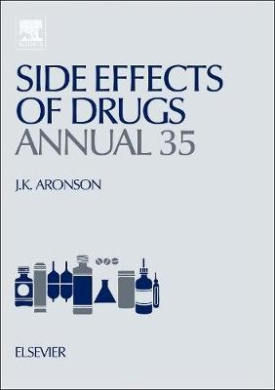 SIDE EFFECTS
OF DRUGS
ANNUAL 35
J.K. ARONSON
ELSEVIER